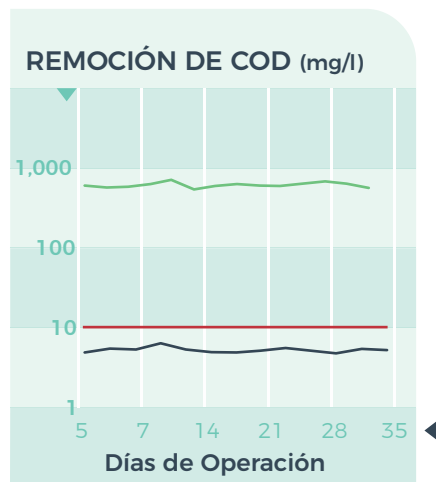 REMOCIÓN DE COD (mg/l)
1,000
100
10
1
5 7 14 21 28 35
Días de Operación